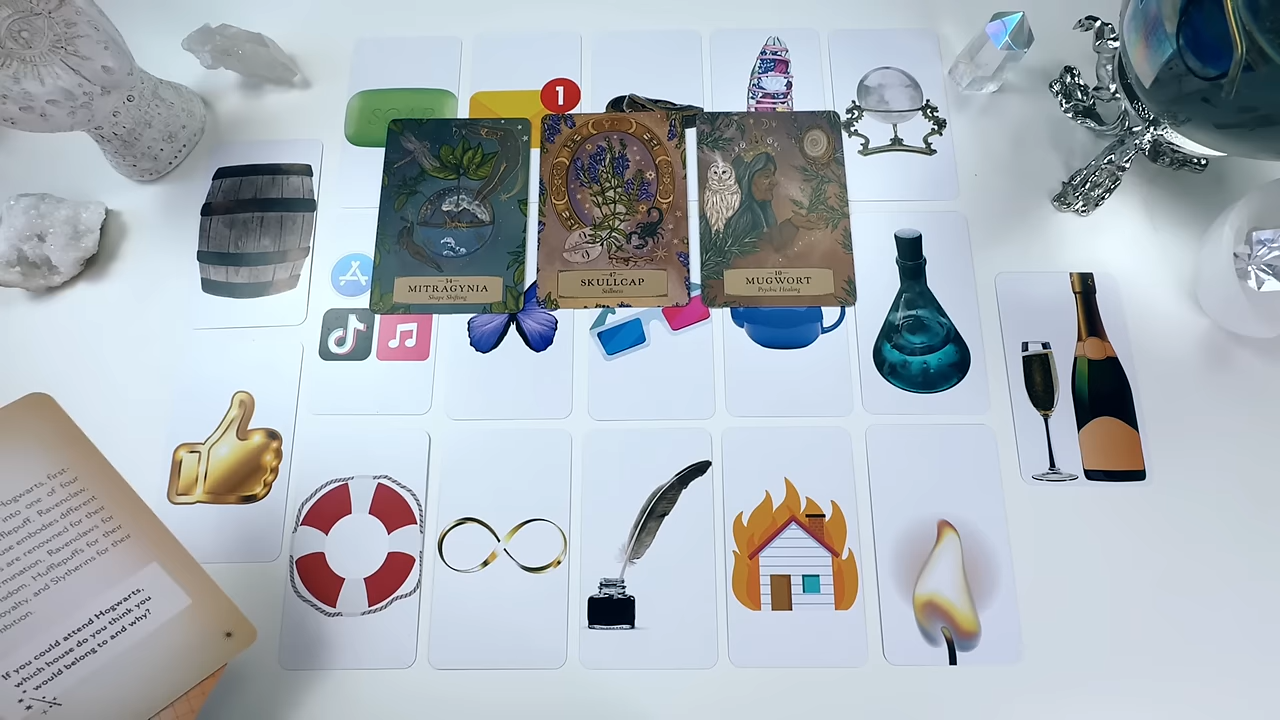 SOAP
1
34
MITRAGYNIA
Shape Shifting
47
SKULLCAP
Stillness
10
MUGWORT
Psychic Healing
Hogwarts, first-
into one of four
Ravenclaw,
embodies different
are renowned for their
Ravenclaws for
Hufflepuffs for their
and Slytherins for their
If you could attend Hogwarts,
which house do you think you
would belong to and why?